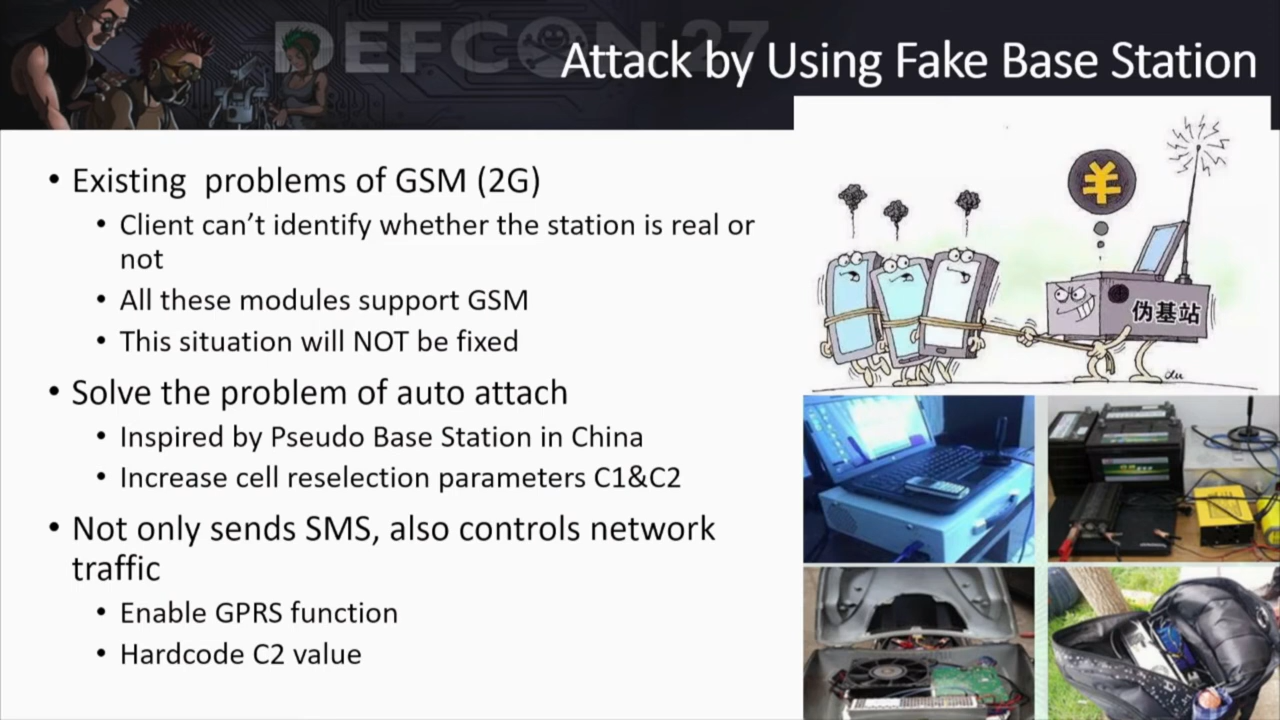 DEFCON 27
Attack by Using Fake Base Station
• Existing problems of GSM (2G)
• Client can't identify whether the station is real or
not
• All these modules support GSM
• This situation will NOT be fixed
• Solve the problem of auto attach
• Inspired by Pseudo Base Station in China
• Increase cell reselection parameters C1&C2
• Not only sends SMS, also controls network
traffic
• Enable GPRS function
• Hardcode C2 value
¥
伪基站